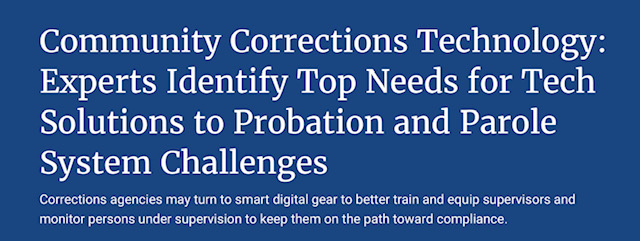 Community Corrections Technology:
Experts Identify Top Needs for Tech
Solutions to Probation and Parole
System Challenges
Corrections agencies may turn to smart digital gear to better train and equip supervisors and
monitor persons under supervision to keep them on the path toward compliance.